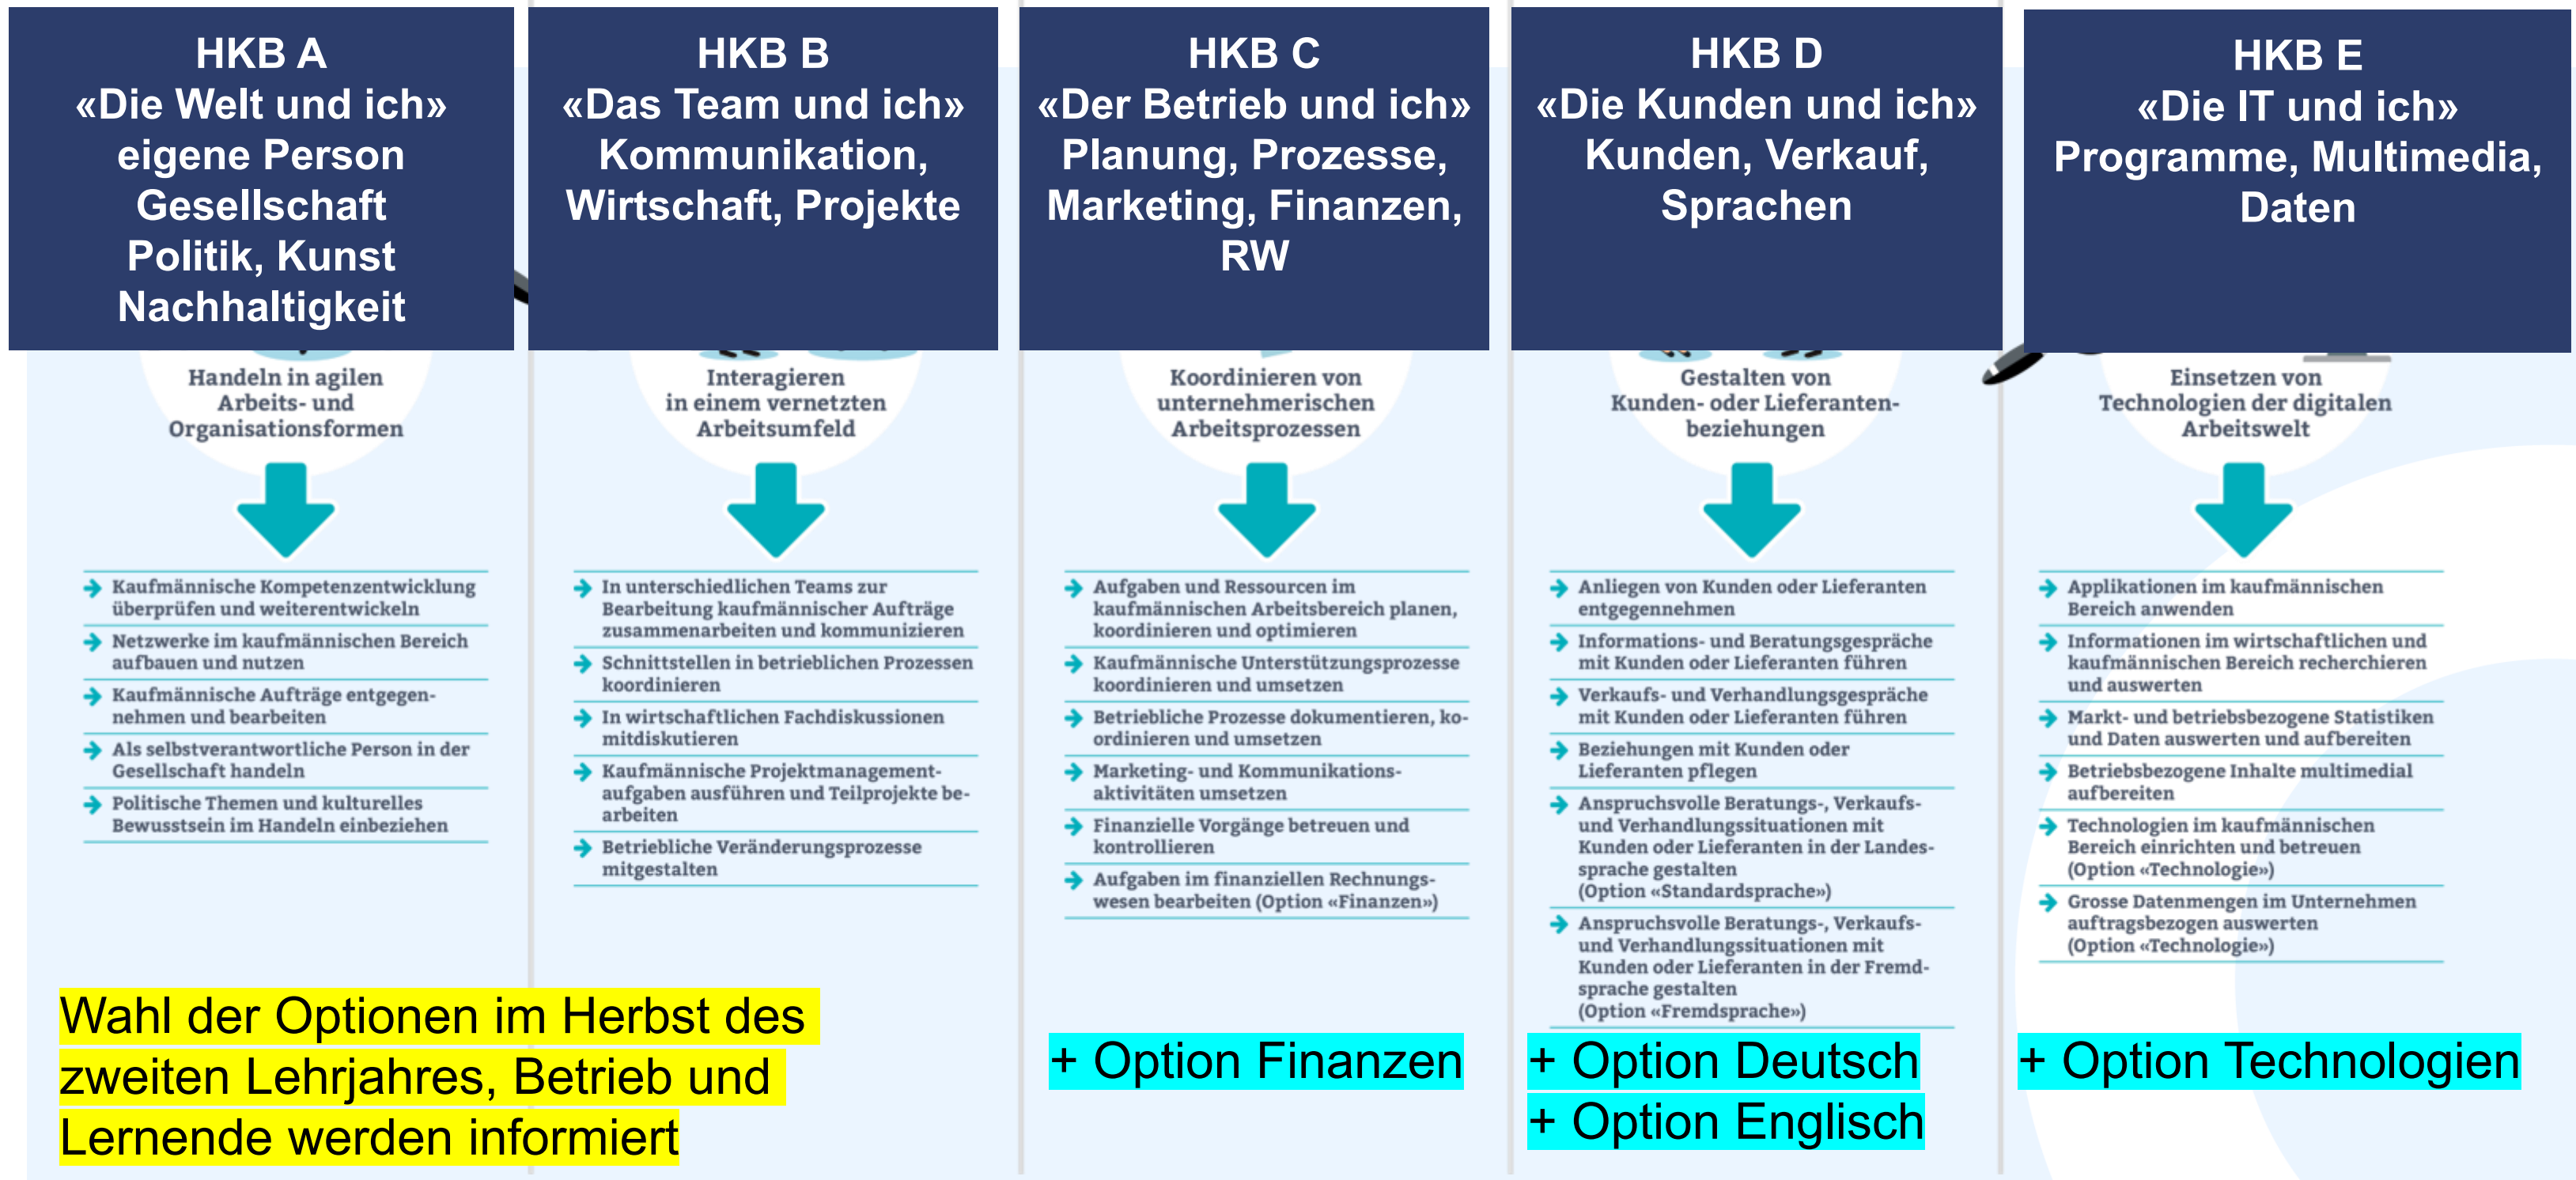 HKB A
«Die Welt und ich»
eigene Person
Gesellschaft
Politik, Kunst
Nachhaltigkeit
Handeln in agilen
Arbeits- und
Organisationsformen
Kaufmännische Kompetenzentwicklung
überprüfen und weiterentwickeln
Netzwerke im kaufmännischen Bereich
aufbauen und nutzen
Kaufmännische Aufträge entgegen-
nehmen und bearbeiten
Als selbstverantwortliche Person in der
Gesellschaft handeln
Politische Themen und kulturelles
Bewusstsein im Handeln einbeziehen
HKB B
«Das Team und ich»
Kommunikation,
Wirtschaft, Projekte
Interagieren
in einem vernetzten
Arbeitsumfeld
In unterschiedlichen Teams zur
Bearbeitung kaufmännischer Aufträge
zusammenarbeiten und kommunizieren
Schnittstellen in betrieblichen Prozessen
koordinieren
In wirtschaftlichen Fachdiskussionen
mitdiskutieren
Kaufmännische Projektmanagement-
aufgaben ausführen und Teilprojekte be-
arbeiten
Betriebliche Veränderungsprozesse
mitgestalten
Wahl der Optionen im Herbst des
zweiten Lehrjahres, Betrieb und
Lernende werden informiert
HKB C
«Der Betrieb und ich»
Planung, Prozesse,
Marketing, Finanzen,
RW
Koordinieren von
unternehmerischen
Arbeitsprozessen
Aufgaben und Ressourcen im
kaufmännischen Arbeitsbereich planen,
koordinieren und optimieren
Kaufmännische Unterstützungsprozesse
koordinieren und umsetzen
Betriebliche Prozesse dokumentieren, ko-
ordinieren und umsetzen
Marketing- und Kommunikations-
aktivitäten umsetzen
Finanzielle Vorgänge betreuen und
kontrollieren
Aufgaben im finanziellen Rechnungs-
wesen bearbeiten (Option «Finanzen»)
+ Option Finanzen
HKB D
«Die Kunden und ich»
Kunden, Verkauf,
Sprachen
Gestalten von
Kunden- oder Lieferanten-
beziehungen
Anliegen von Kunden oder Lieferanten
entgegennehmen
Informations- und Beratungsgespräche
mit Kunden oder Lieferanten führen
Verkaufs- und Verhandlungsgespräche
mit Kunden oder Lieferanten führen
Beziehungen mit Kunden oder
Lieferanten pflegen
Anspruchsvolle Beratungs-, Verkaufs-
und Verhandlungssituationen mit
Kunden oder Lieferanten in der Landes-
sprache gestalten
(Option «Standardsprache»)
Anspruchsvolle Beratungs-, Verkaufs-
und Verhandlungssituationen mit
Kunden oder Lieferanten in der Fremd-
sprache gestalten
(Option «Fremdsprache»)
+ Option Deutsch
+ Option Englisch
HKB E
«Die IT und ich»
Programme, Multimedia,
Daten
Einsetzen von
Technologien der digitalen
Arbeitswelt
Applikationen im kaufmännischen
Bereich anwenden
Informationen im wirtschaftlichen und
kaufmännischen Bereich recherchieren
und auswerten
Markt- und betriebsbezogene Statistiken
und Daten auswerten und aufbereiten
Betriebsbezogene Inhalte multimedial
aufbereiten
Technologien im kaufmännischen
Bereich einrichten und betreuen
(Option «Technologie»)
Grosse Datenmengen im Unternehmen
auftragsbezogen auswerten
(Option «Technologie»)
+ Option Technologien